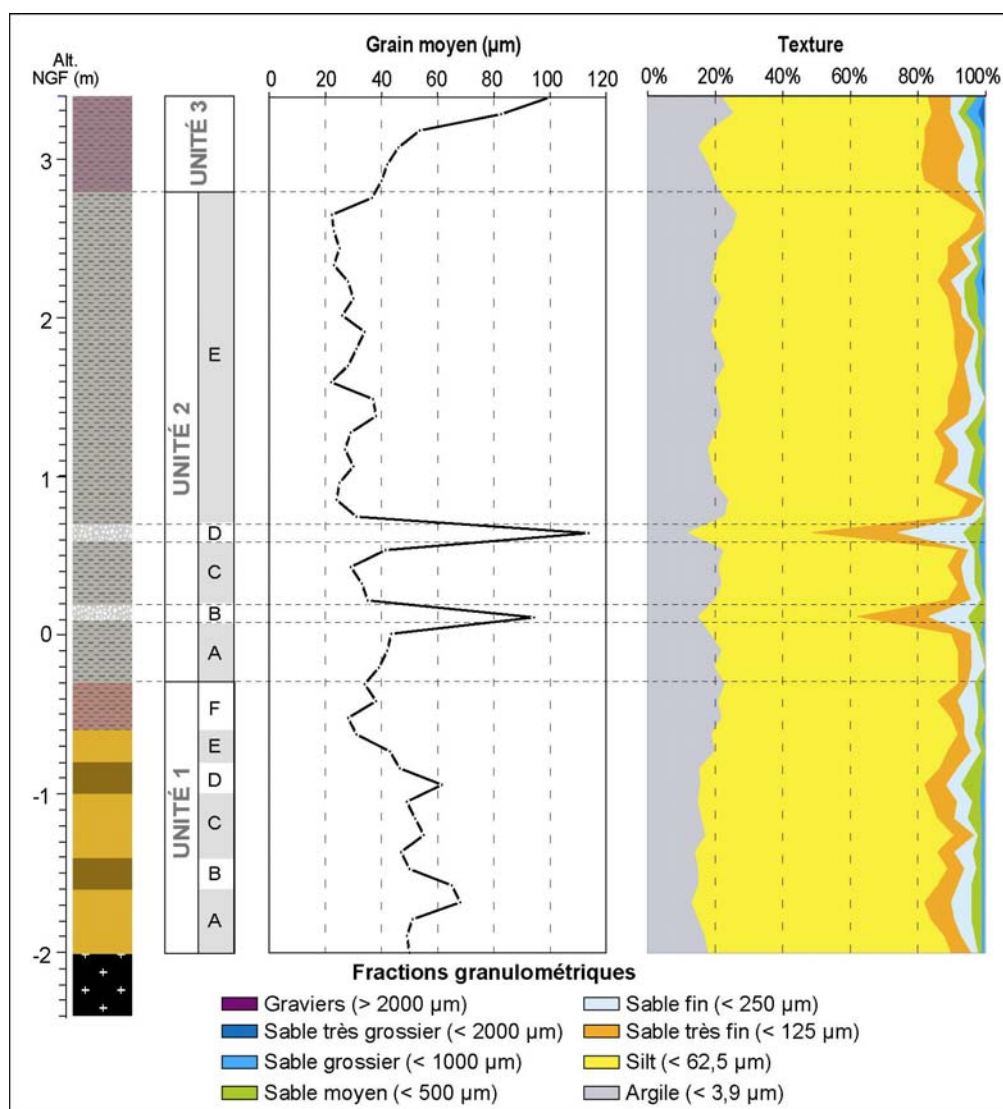 Grain moyen (µm)
Texture
Alt.
NGF (m)
0 20 40 60 80 100 120
0% 20% 40% 60% 80% 100%
3
2
1
0
-1
-2
UNITÉ 3
UNITÉ 2
E
D
C
B
A
UNITÉ 1
F
E
D
C
B
A
Fractions granulométriques
Graviers (> 2000 µm)
Sable très grossier (< 2000 µm)
Sable grossier (< 1000 µm)
Sable moyen (< 500 µm)
Sable fin (< 250 µm)
Sable très fin (< 125 µm)
Silt (< 62,5 µm)
Argile (< 3,9 µm)